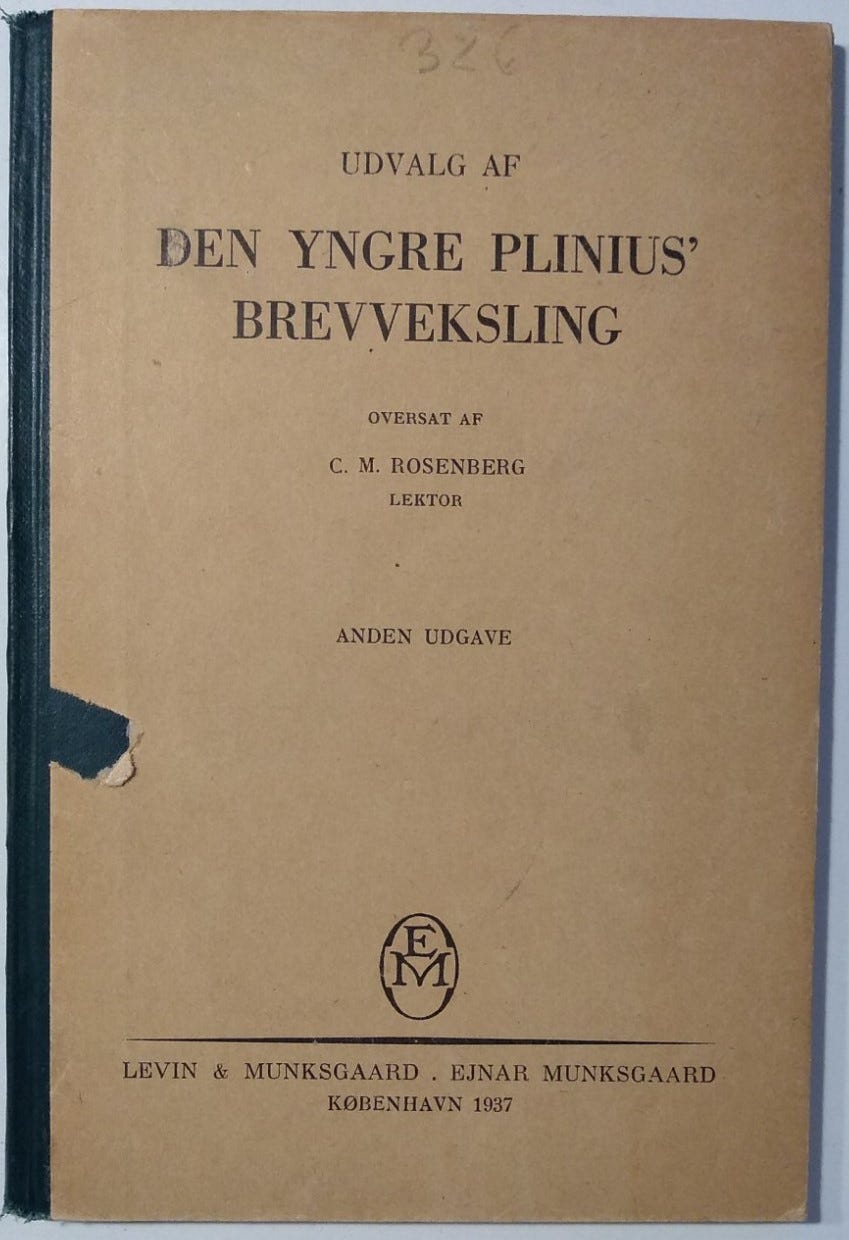 326
UDVALG AF
DEN YNGRE PLINIUS’
BREVVEKSLING
OVERSAT AF
C. M. ROSENBERG
LEKTOR
ANDEN UDGAVE
EM
LEVIN & MUNKSGAARD . EJNAR MUNKSGAARD
KØBENHAVN 1937